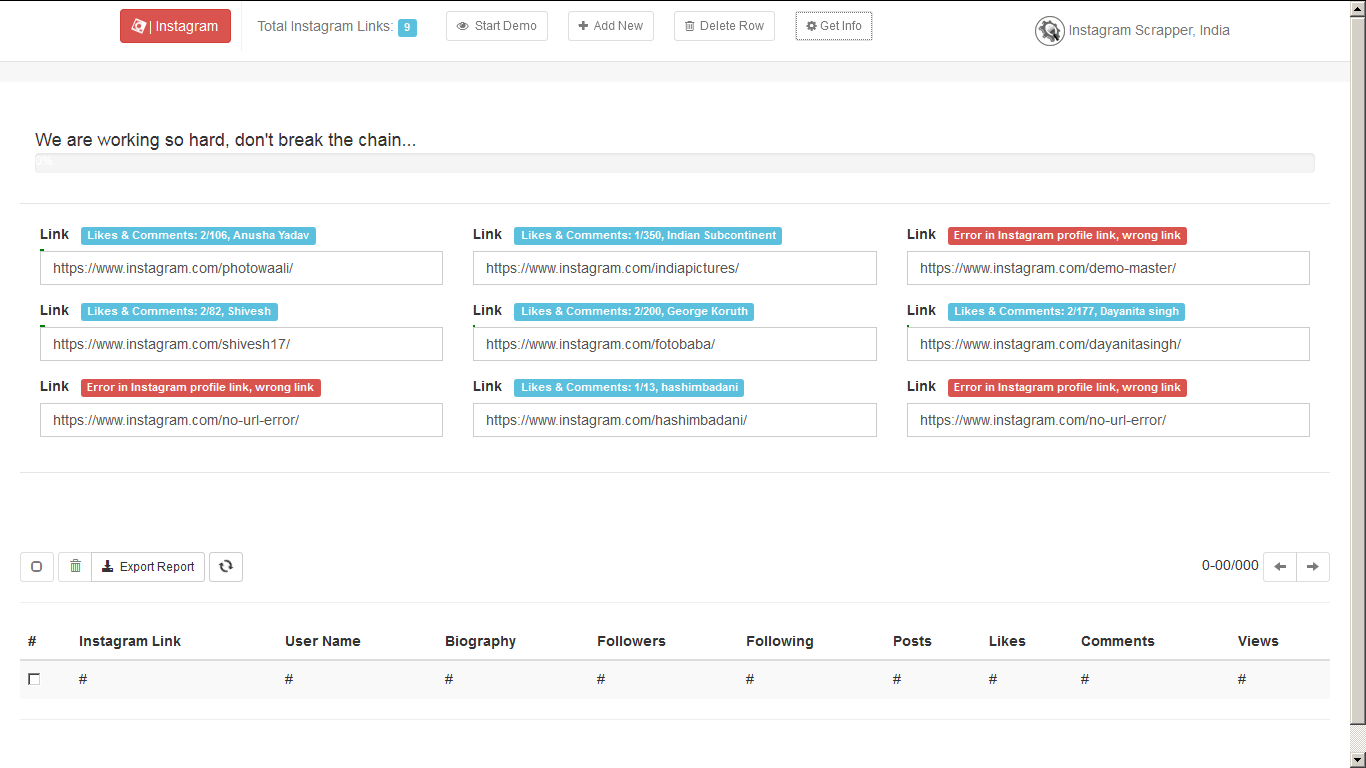 | Instagram Total Instagram Links: 9 Start Demo Add New Delete Row Get Info Instagram Scrapper, India
We are working so hard, don't break the chain...
Link Likes & Comments: 2/106, Anusha Yadav Link Likes & Comments: 1/350, Indian Subcontinent Link Error in Instagram profile link, wrong link
https://www.instagram.com/photowaali/ https://www.instagram.com/indiapictures/ https://www.instagram.com/demo-master/
Link Likes & Comments: 2/82, Shivesh Link Likes & Comments: 2/200, George Koruth Link Likes & Comments: 2/177, Dayanita singh
https://www.instagram.com/shivesh17/ https://www.instagram.com/fotobaba/ https://www.instagram.com/dayanitasingh/
Link Error in Instagram profile link, wrong link Link Likes & Comments: 1/13, hashimbadani Link Error in Instagram profile link, wrong link
https://www.instagram.com/no-url-error/ https://www.instagram.com/hashimbadani/ https://www.instagram.com/no-url-error/
Export Report 0-00/000
# Instagram Link User Name Biography Followers Following Posts Likes Comments Views
# # # # # # # # #